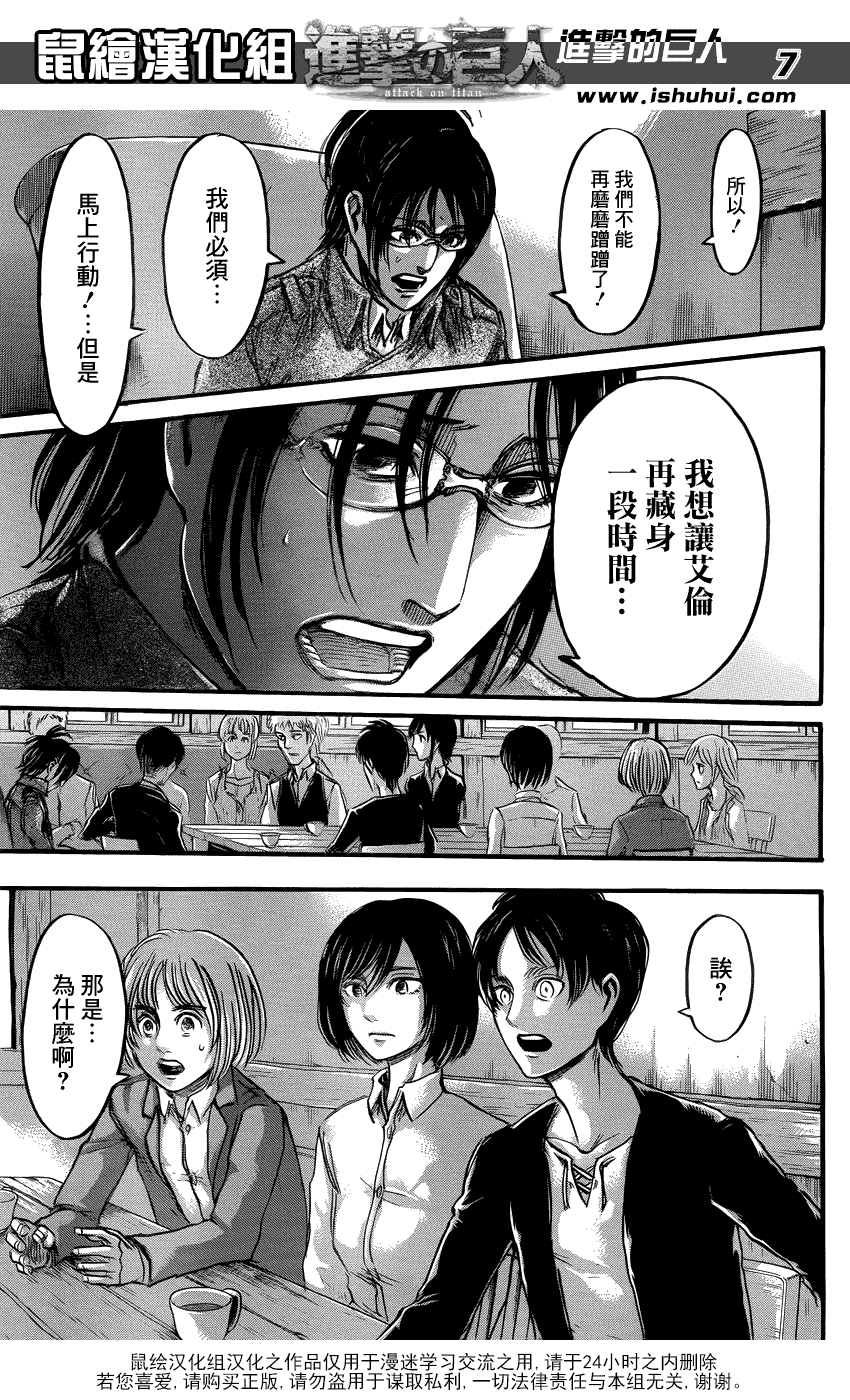 鼠繪漢化組
進撃の巨人
attack on titan
進擊的巨人
7
www.ishuhui.com
所以!
我們不能
再磨磨蹭蹭了!
我們必須…
馬上行動!…但是
我想讓艾倫
再藏身
一段時間…
誒?
那是…
為什麼啊?
鼠绘汉化组汉化之作品仅用于漫迷学习交流之用,请于24小时之内删除
若您喜爱,请购买正版,请勿盗用于谋取私利,一切法律责任与本组无关,谢谢。